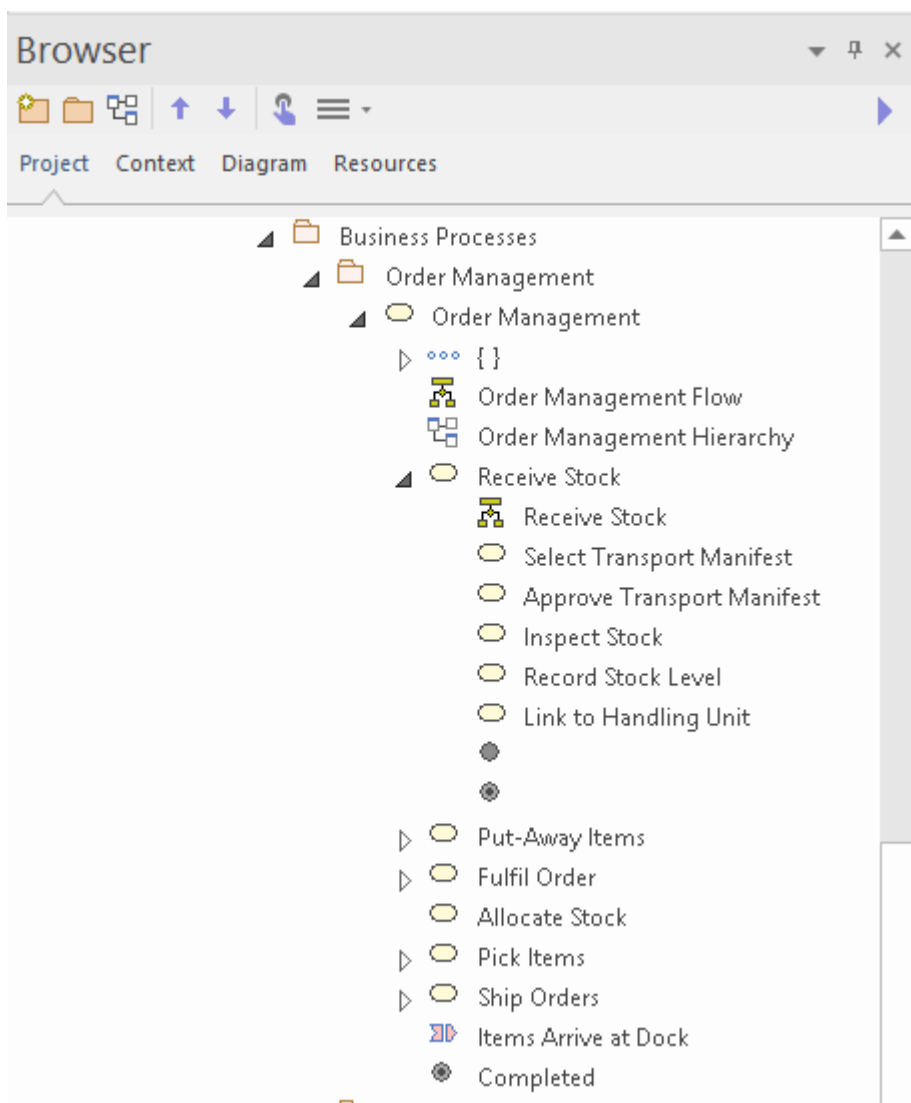 Browser
Project Context Diagram Resources
Business Processes
Order Management
Order Management
{ }
Order Management Flow
Order Management Hierarchy
Receive Stock
Receive Stock
Select Transport Manifest
Approve Transport Manifest
Inspect Stock
Record Stock Level
Link to Handling Unit
Put-Away Items
Fulfil Order
Allocate Stock
Pick Items
Ship Orders
Items Arrive at Dock
Completed